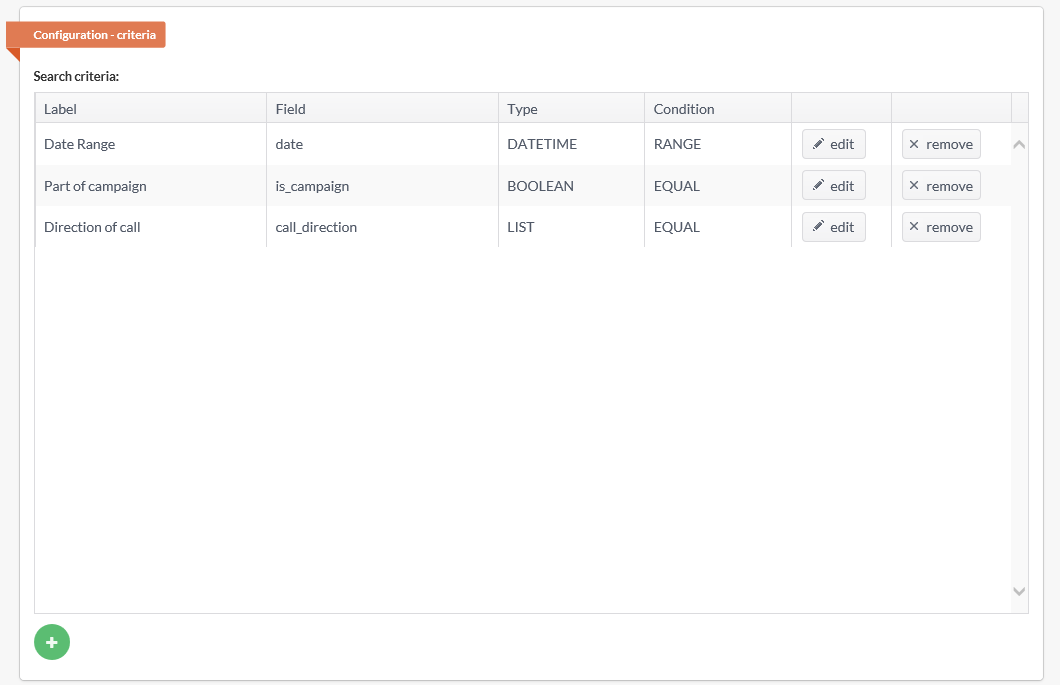 Configuration - criteria
Search criteria:
Label Field Type Condition
Date Range date DATETIME RANGE edit remove
Part of campaign is_campaign BOOLEAN EQUAL edit remove
Direction of call call_direction LIST EQUAL edit remove